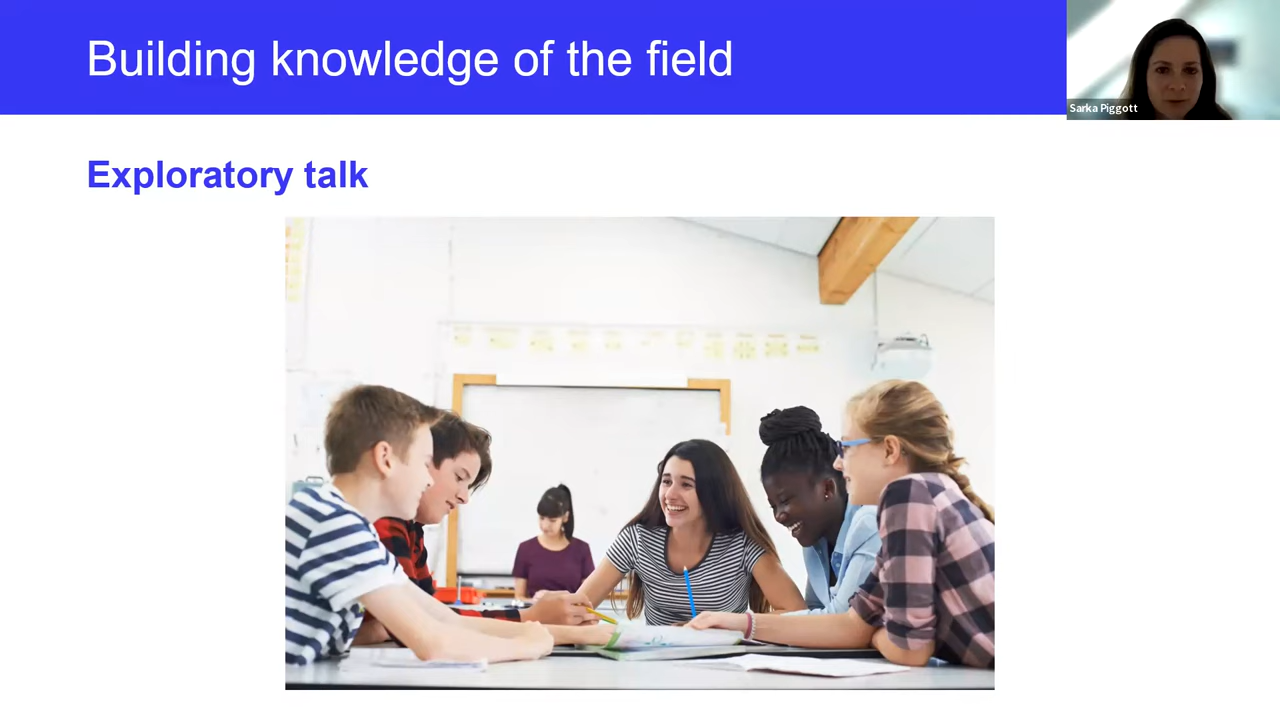 Building knowledge of the field
Sarka Piggott
Exploratory talk